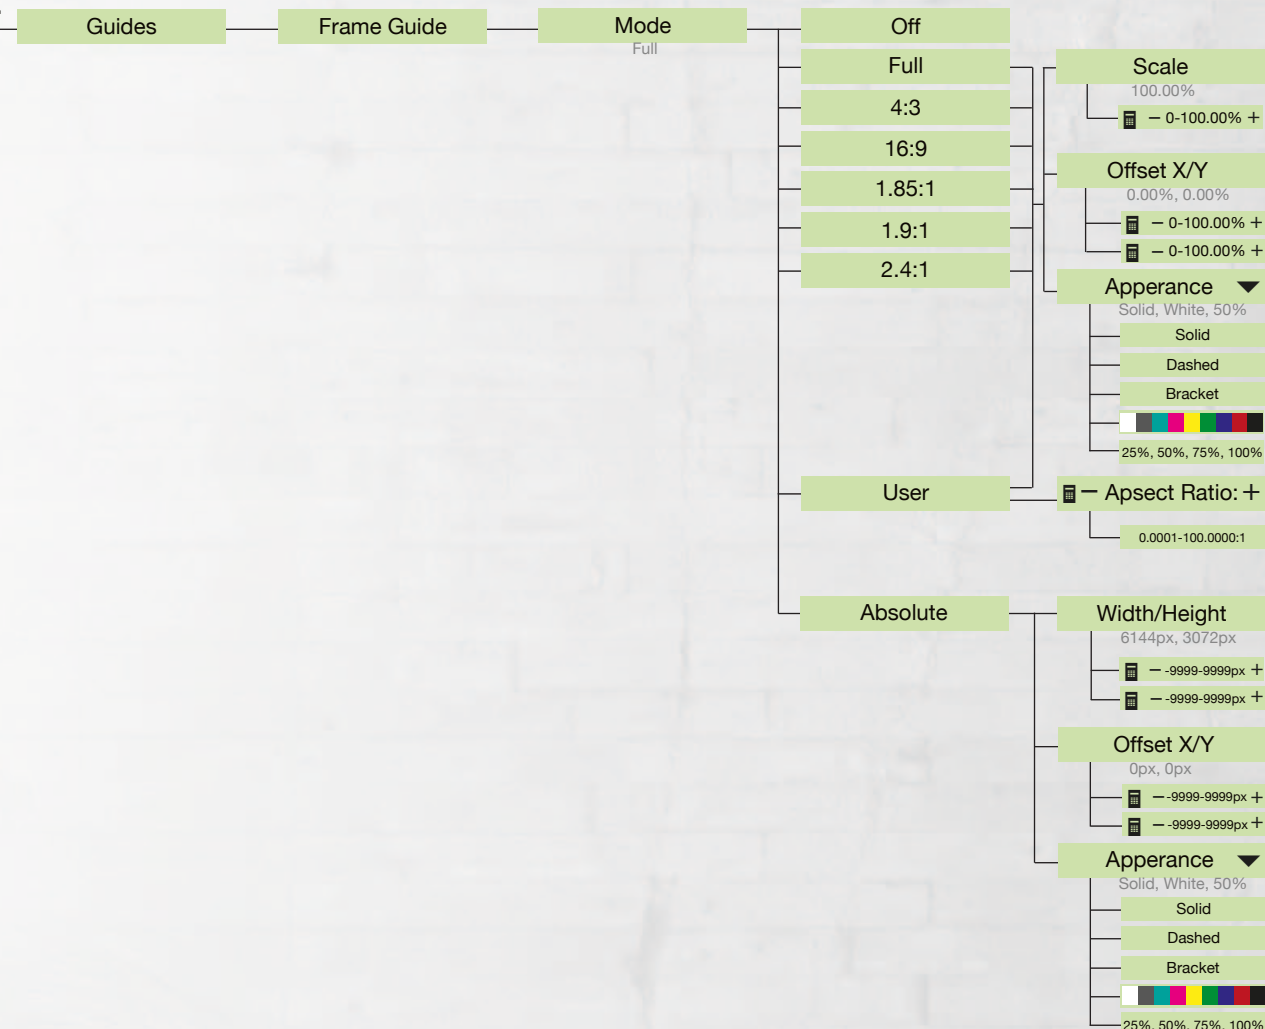 Guides
Frame Guide
Mode
Full
Off
Full
4:3
16:9
1.85:1
1.9:1
2.4:1
User
Absolute
Scale
100.00%
− 0-100.00% +
Offset X/Y
0.00%, 0.00%
− 0-100.00% +
− 0-100.00% +
Apperance
Solid, White, 50%
Solid
Dashed
Bracket
25%, 50%, 75%, 100%
− Apsect Ratio: +
0.0001-100.0000:1
Width/Height
6144px, 3072px
− -9999-9999px +
− -9999-9999px +
Offset X/Y
0px, 0px
− -9999-9999px +
− -9999-9999px +
Apperance
Solid, White, 50%
Solid
Dashed
Bracket
25%, 50%, 75%, 100%